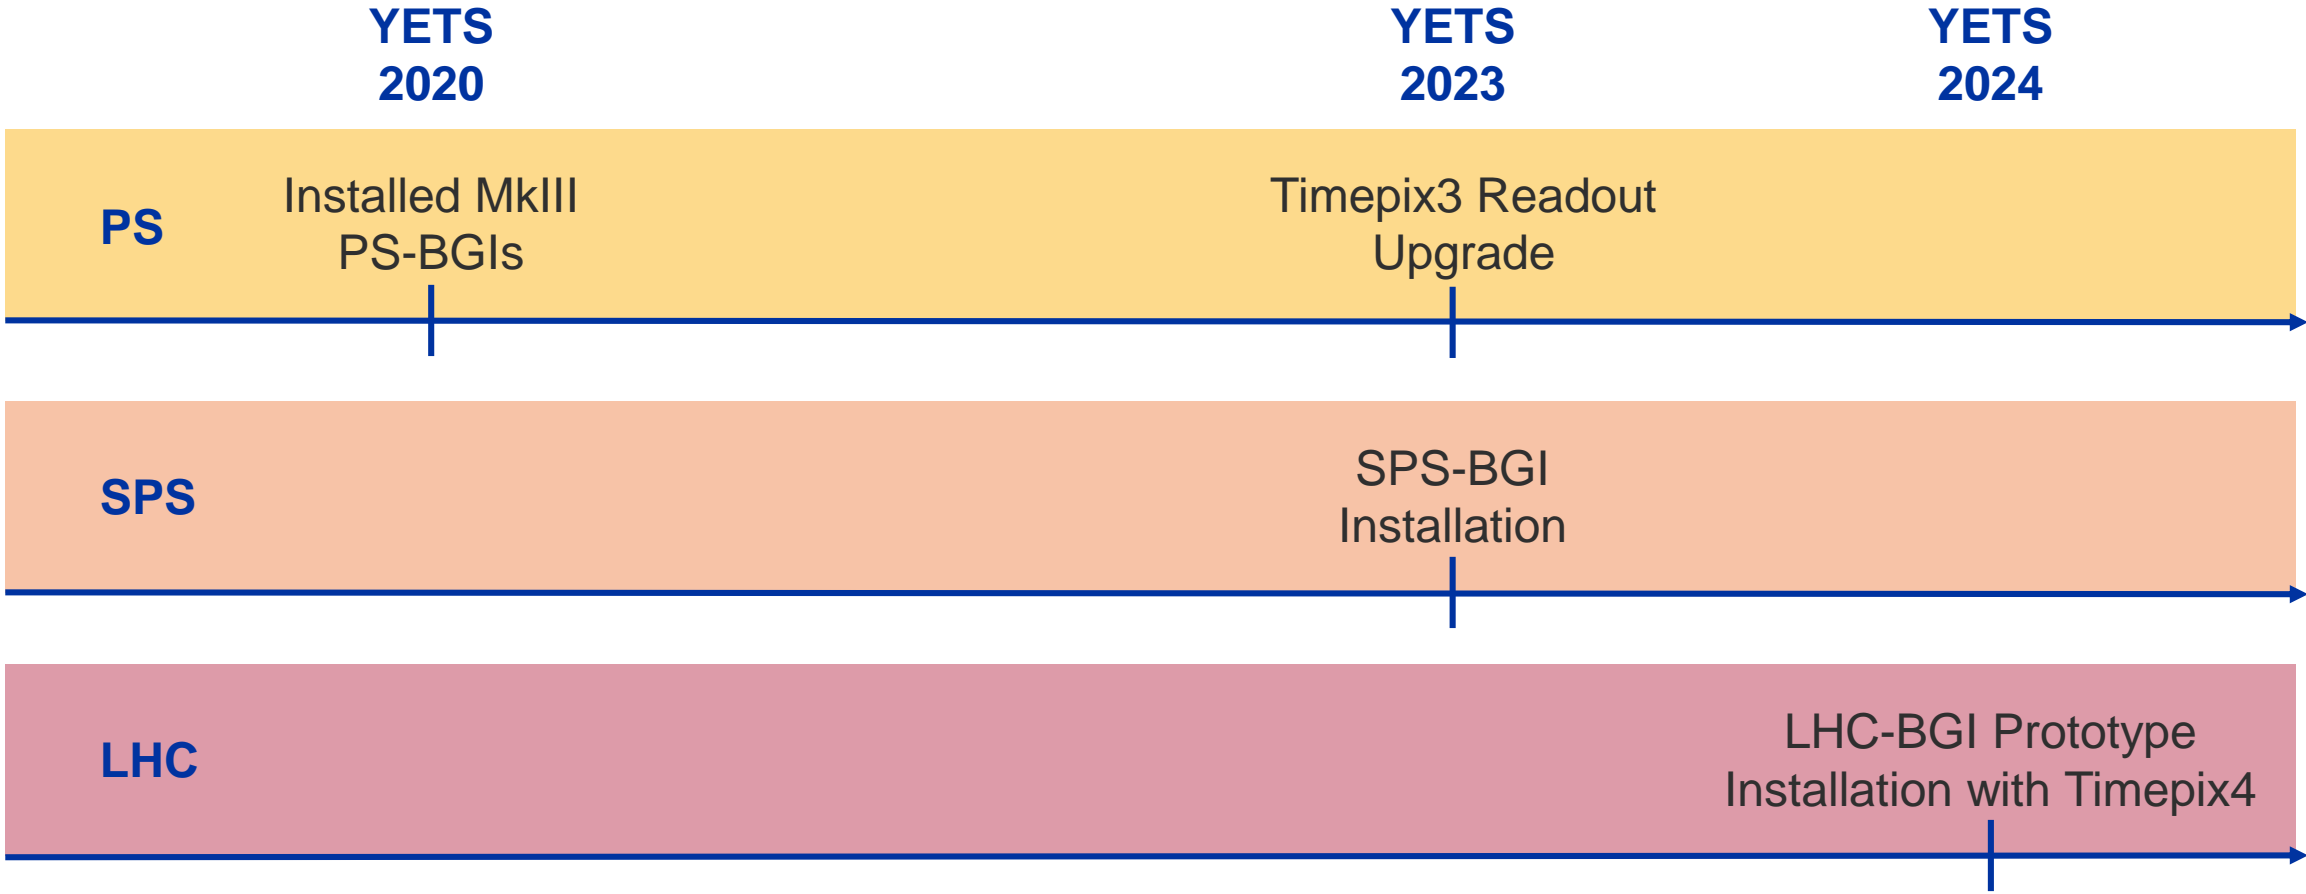 YETS
2020
YETS
2023
YETS
2024
PS
Installed MkIII
PS-BGIs
Timepix3 Readout
Upgrade
SPS
SPS-BGI
Installation
LHC
LHC-BGI Prototype
Installation with Timepix4